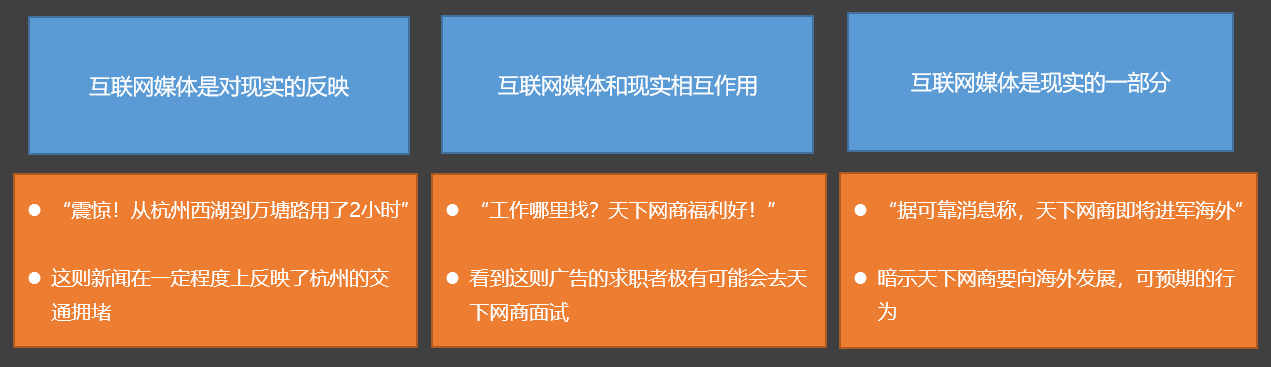 互联网媒体是对现实的反映
互联网媒体和现实相互作用
互联网媒体是现实的一部分
“震惊！从杭州西湖到万塘路用了2小时”
这则新闻在一定程度上反映了杭州的交
通拥堵
“工作哪里找？天下网商福利好！”
看到这则广告的求职者极有可能会去天
下网商面试
“据可靠消息称，天下网商即将进军海外”
暗示天下网商要向海外发展，可预期的行
为